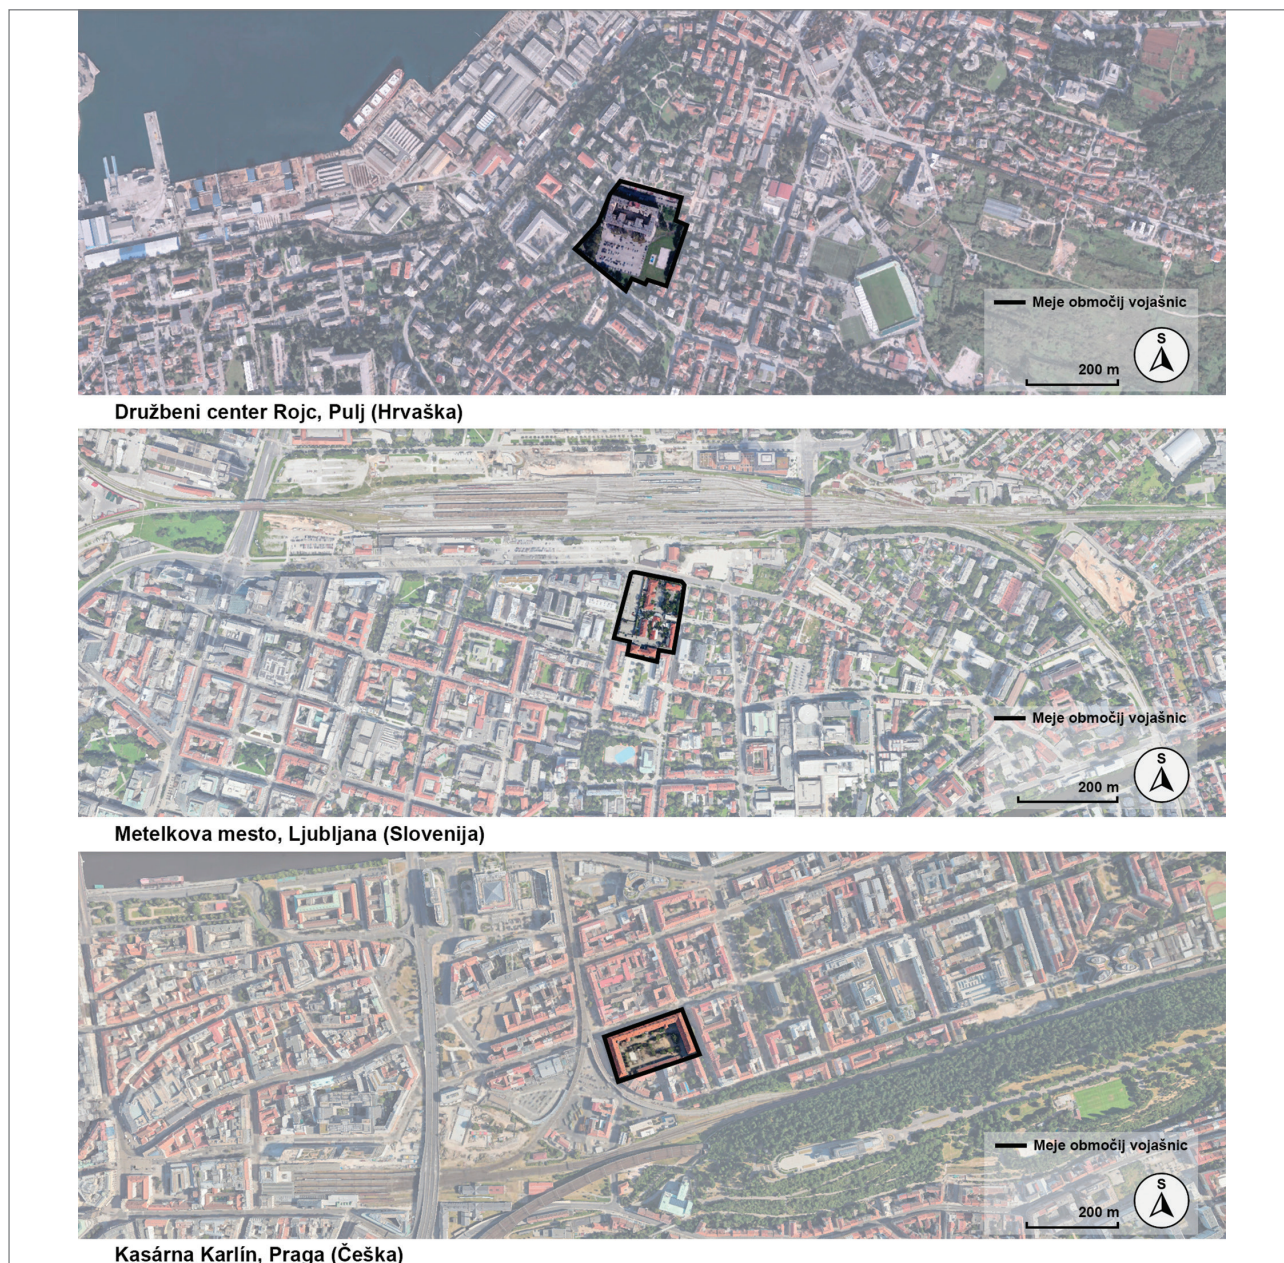 Meje območij vojašnic
S
200 m
Družbeni center Rojc, Pulj (Hrvaška)
Meje območij vojašnic
S
200 m
Metelkova mesto, Ljubljana (Slovenija)
Meje območij vojašnic
S
200 m
Kasárna Karlín, Praga (Češka)